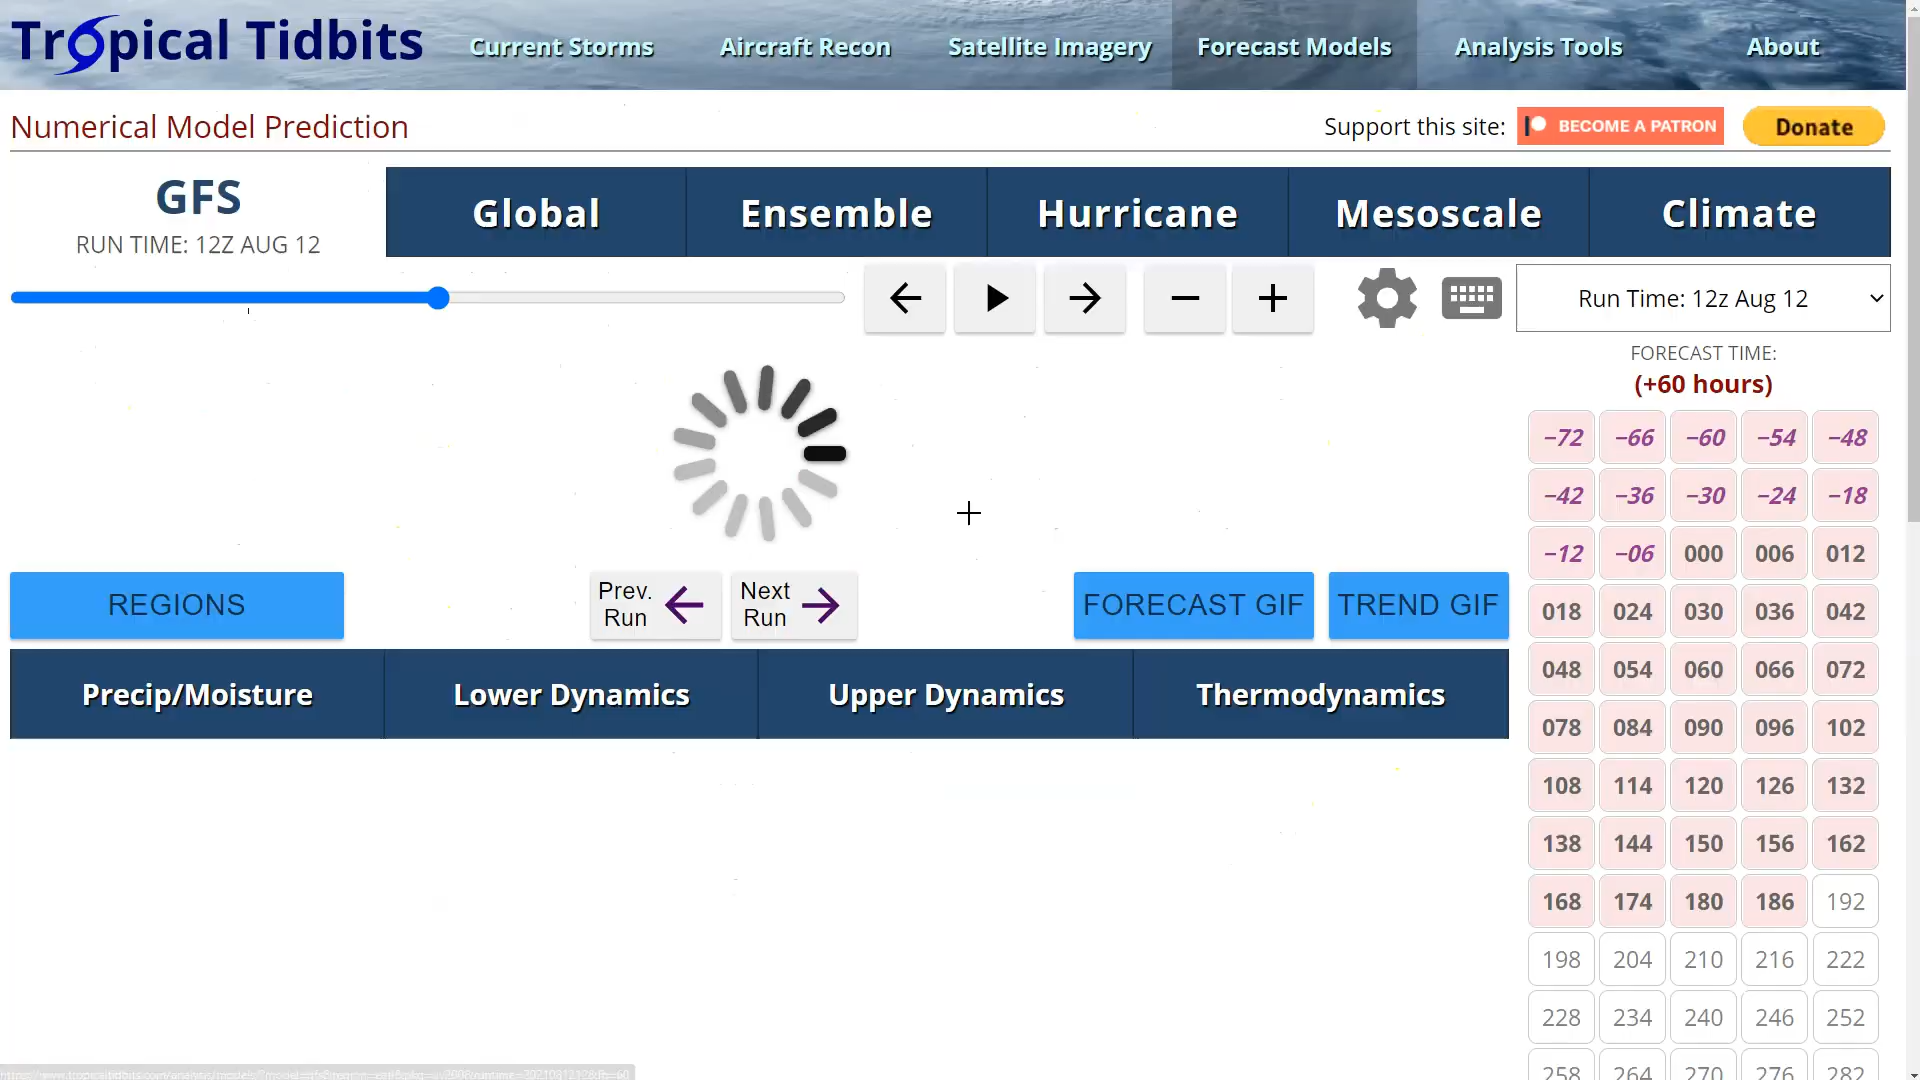 Tropical Tidbits
Current Storms
Aircraft Recon
Satellite Imagery
Forecast Models
Analysis Tools
About
Numerical Model Prediction
Support this site:
BECOME A PATRON
Donate
GFS
RUN TIME: 12Z AUG 12
Global
Ensemble
Hurricane
Mesoscale
Climate
Run Time: 12z Aug 12
FORECAST TIME:
(+60 hours)
−72 −66 −60 −54 −48
−42 −36 −30 −24 −18
−12 −06 000 006 012
018 024 030 036 042
048 054 060 066 072
078 084 090 096 102
108 114 120 126 132
138 144 150 156 162
168 174 180 186 192
198 204 210 216 222
228 234 240 246 252
258 264 270 276 282
REGIONS
Prev.
Run
Next
Run
FORECAST GIF
TREND GIF
Precip/Moisture
Lower Dynamics
Upper Dynamics
Thermodynamics